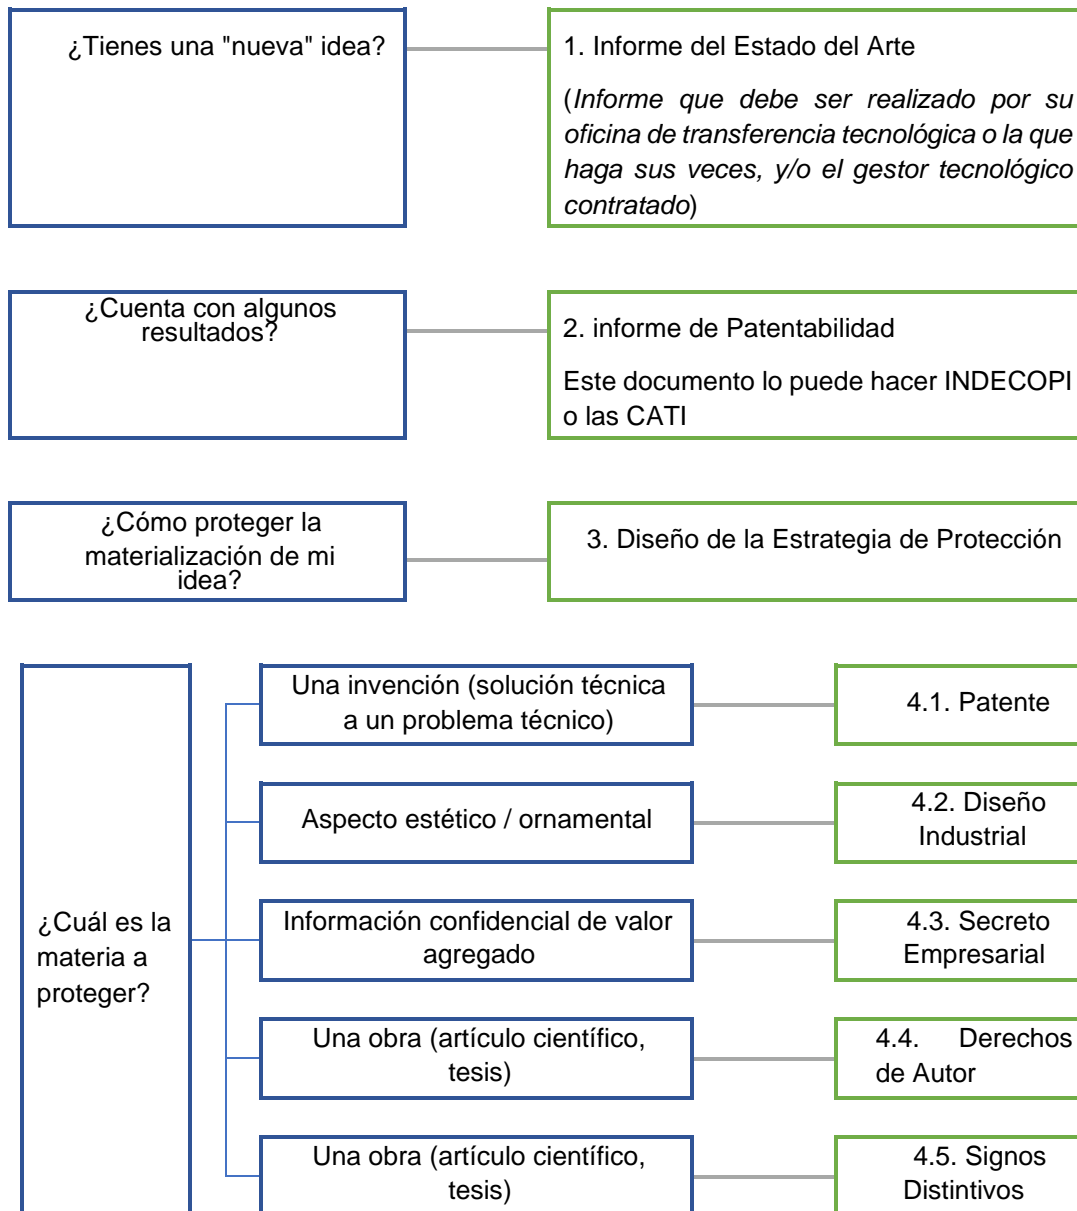 ¿Tienes una "nueva" idea?
1. Informe del Estado del Arte
(Informe que debe ser realizado por su
oficina de transferencia tecnológica o la que
haga sus veces, y/o el gestor tecnológico
contratado)
¿Cuenta con algunos
resultados?
2. informe de Patentabilidad
Este documento lo puede hacer INDECOPI
o las CATI
¿Cómo proteger la
materialización de mi
idea?
3. Diseño de la Estrategia de Protección
¿Cuál es la
materia a
proteger?
Una invención (solución técnica
a un problema técnico)
4.1. Patente
Aspecto estético / ornamental
4.2. Diseño
Industrial
Información confidencial de valor
agregado
4.3. Secreto
Empresarial
Una obra (artículo científico,
tesis)
4.4. Derechos
de Autor
Una obra (artículo científico,
tesis)
4.5. Signos
Distintivos